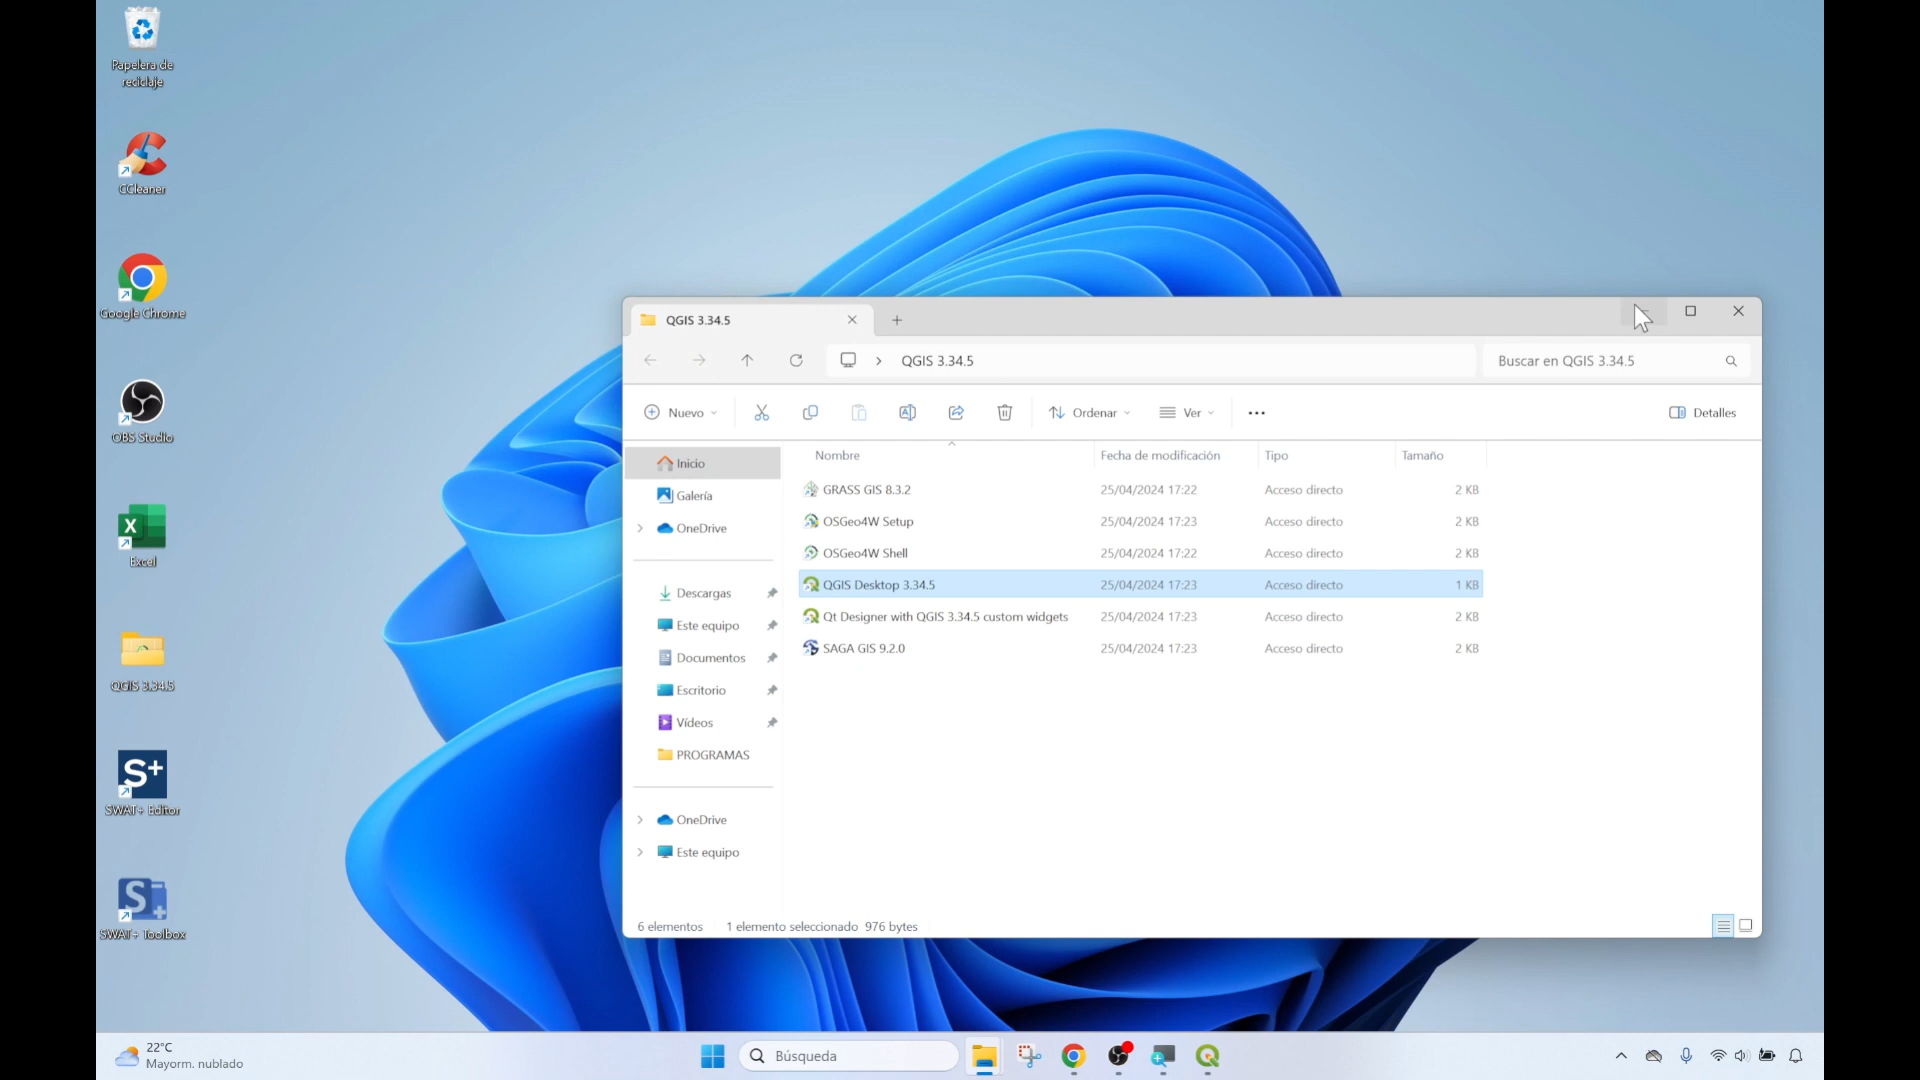 Papelera de
reciclaje
CCleaner
Google Chrome
OBS Studio
Excel
QGIS 3.34.5
SWAT+ Editor
SWAT+ Toolbox
QGIS 3.34.5
QGIS 3.34.5
Buscar en QGIS 3.34.5
Nuevo
Ordenar
Ver
Detalles
Inicio
Galería
OneDrive
Descargas
Este equipo
Documentos
Escritorio
Vídeos
PROGRAMAS
OneDrive
Este equipo
Nombre Fecha de modificación Tipo Tamaño
GRASS GIS 8.3.2 25/04/2024 17:22 Acceso directo 2 KB
OSGeo4W Setup 25/04/2024 17:23 Acceso directo 2 KB
OSGeo4W Shell 25/04/2024 17:22 Acceso directo 2 KB
QGIS Desktop 3.34.5 25/04/2024 17:23 Acceso directo 1 KB
Qt Designer with QGIS 3.34.5 custom widgets 25/04/2024 17:23 Acceso directo 2 KB
SAGA GIS 9.2.0 25/04/2024 17:23 Acceso directo 2 KB
6 elementos 1 elemento seleccionado 976 bytes
22°C
Mayorm. nublado
Búsqueda